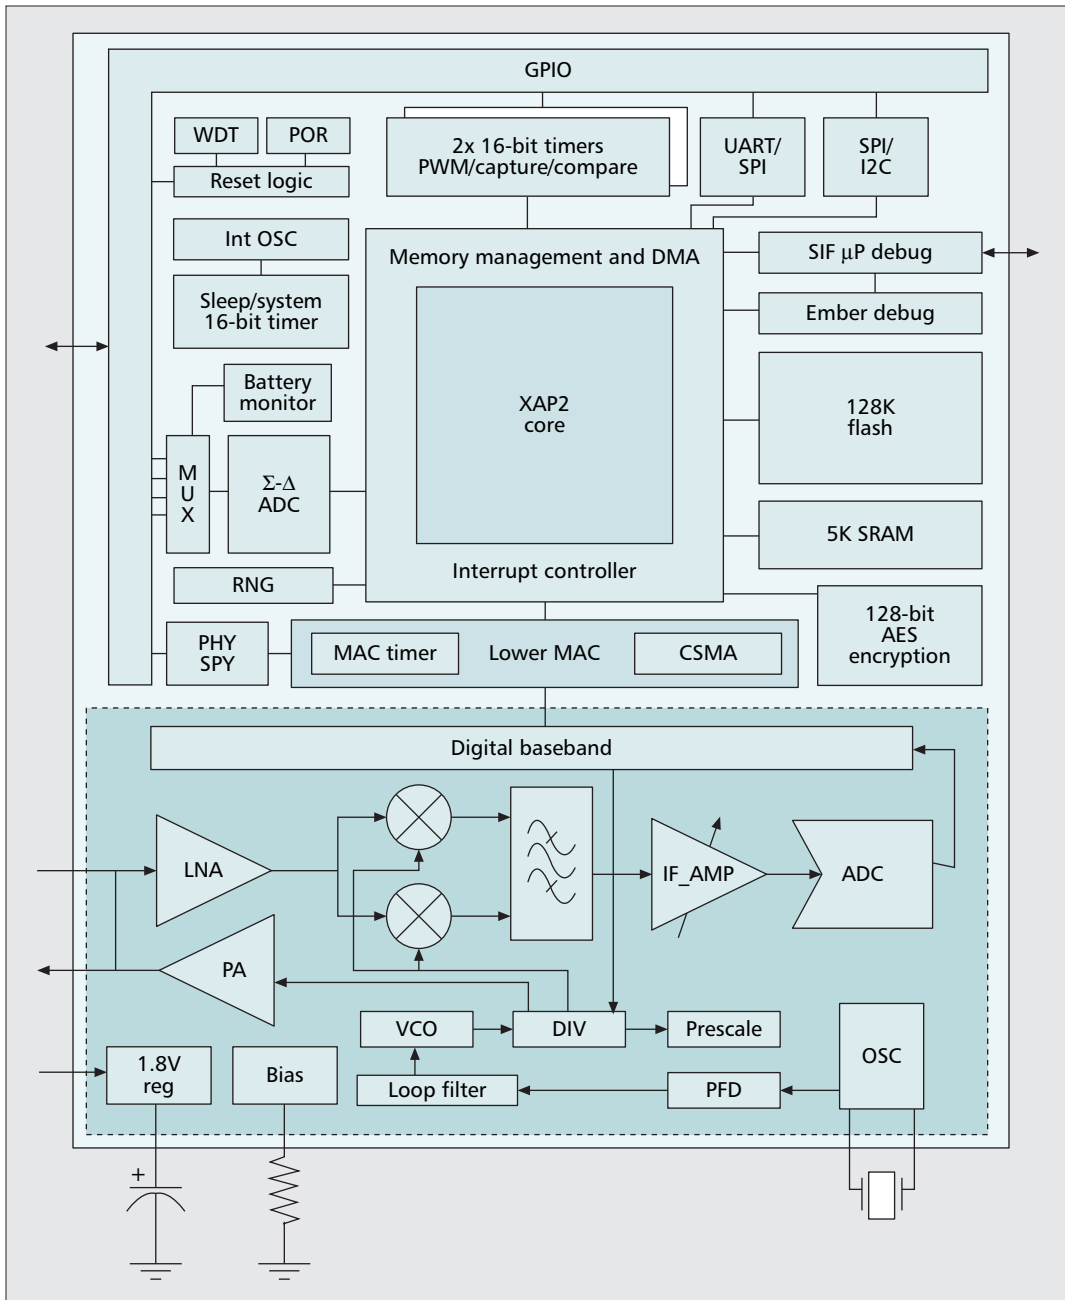 GPIO
WDT
POR
Reset logic
2x 16-bit timers
PWM/capture/compare
UART/
SPI
SPI/
I2C
Int OSC
Sleep/system
16-bit timer
Memory management and DMA
SIF μP debug
Ember debug
Battery
monitor
XAP2
core
128K
flash
M
U
X
Σ-Δ
ADC
5K SRAM
Interrupt controller
RNG
128-bit
AES
encryption
PHY
SPY
MAC timer
Lower MAC
CSMA
Digital baseband
LNA
IF_AMP
ADC
PA
VCO
DIV
Prescale
OSC
1.8V
reg
Bias
Loop filter
PFD
+